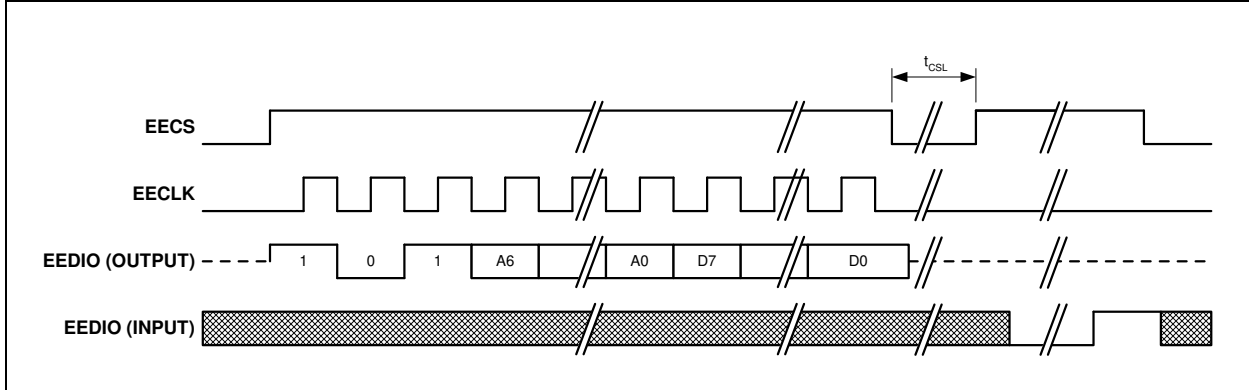 tCSL
EECS
EECLK
EEDIO (OUTPUT) 1 0 1 A6 A0 D7 D0
EEDIO (INPUT)